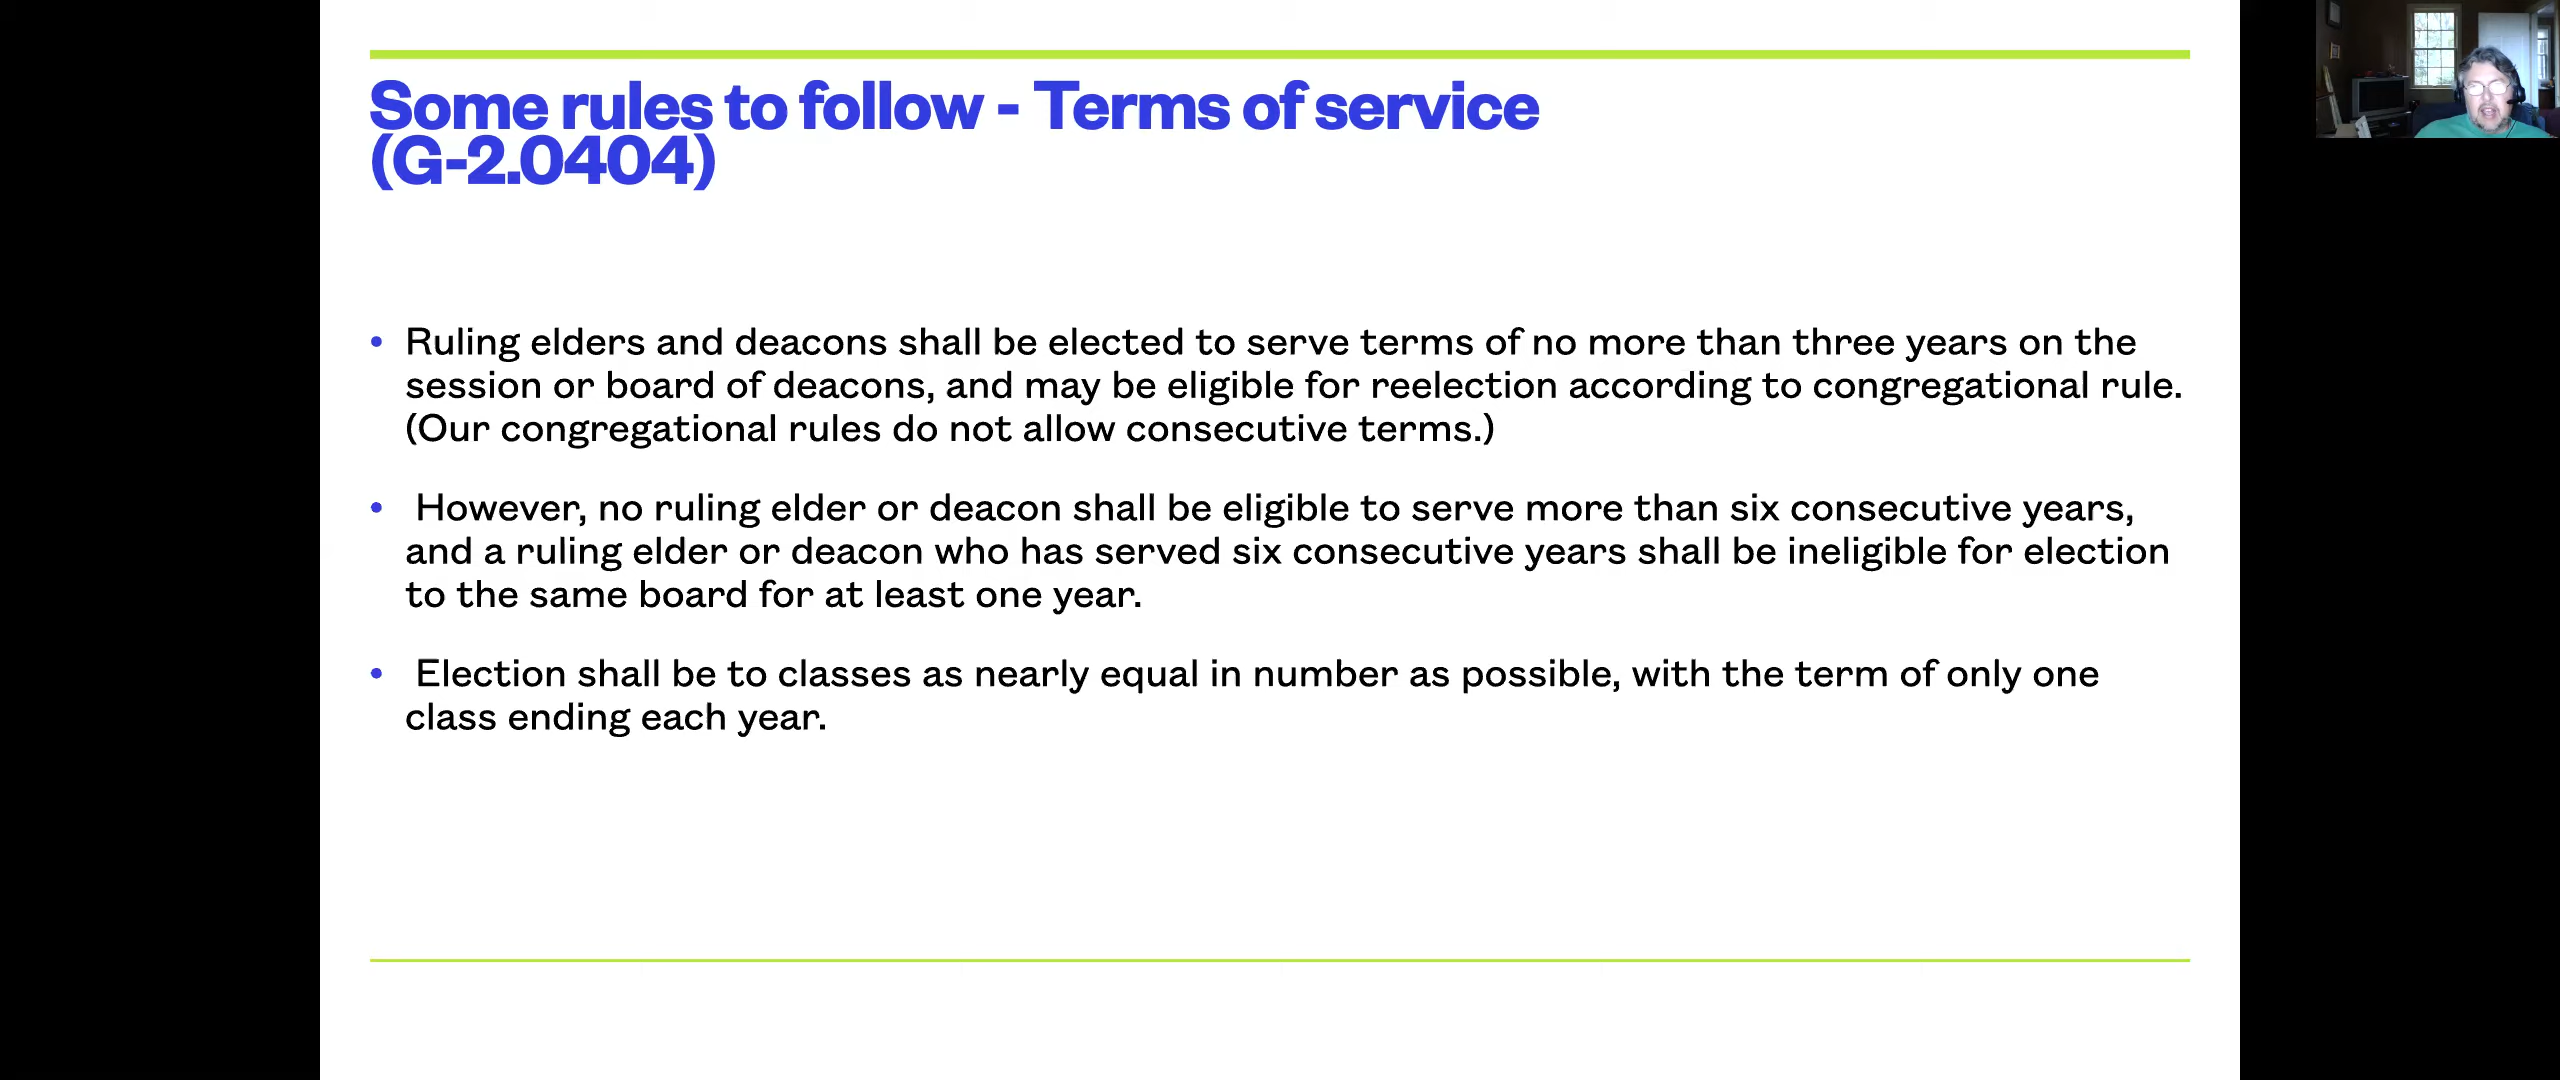 Some rules to follow - Terms of service
(G-2.0404)
• Ruling elders and deacons shall be elected to serve terms of no more than three years on the
session or board of deacons, and may be eligible for reelection according to congregational rule.
(Our congregational rules do not allow consecutive terms.)
• However, no ruling elder or deacon shall be eligible to serve more than six consecutive years,
and a ruling elder or deacon who has served six consecutive years shall be ineligible for election
to the same board for at least one year.
• Election shall be to classes as nearly equal in number as possible, with the term of only one
class ending each year.